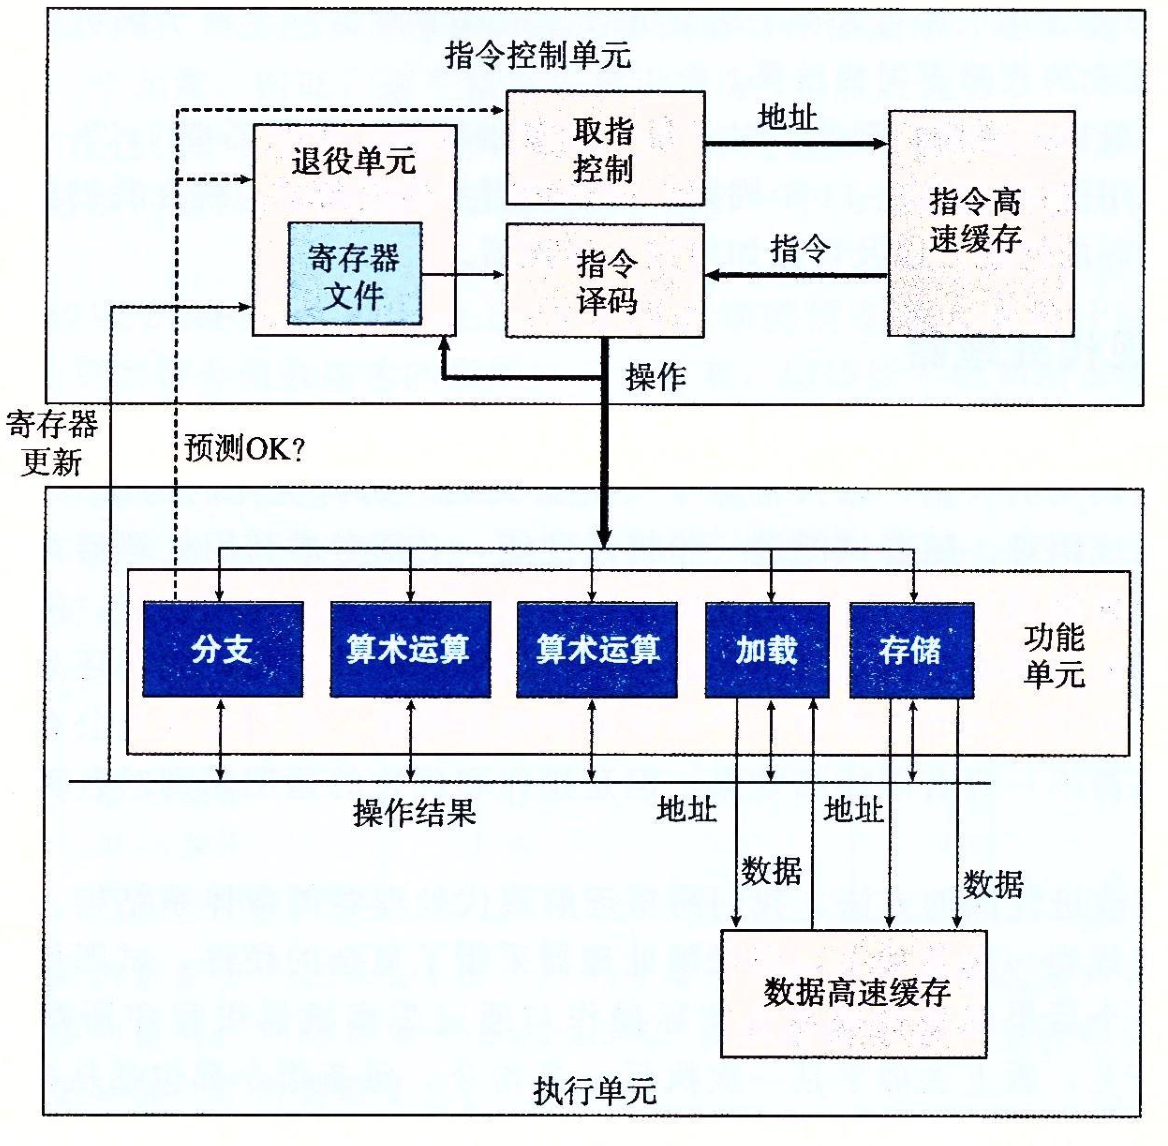 指令控制单元
取指
控制
地址
退役单元
指令高
速缓存
寄存器
文件
指令
译码
指令
操作
寄存器
更新
预测OK?
分支
算术运算
算术运算
加载
存储
功能
单元
操作结果
地址
地址
数据
数据
数据高速缓存
执行单元